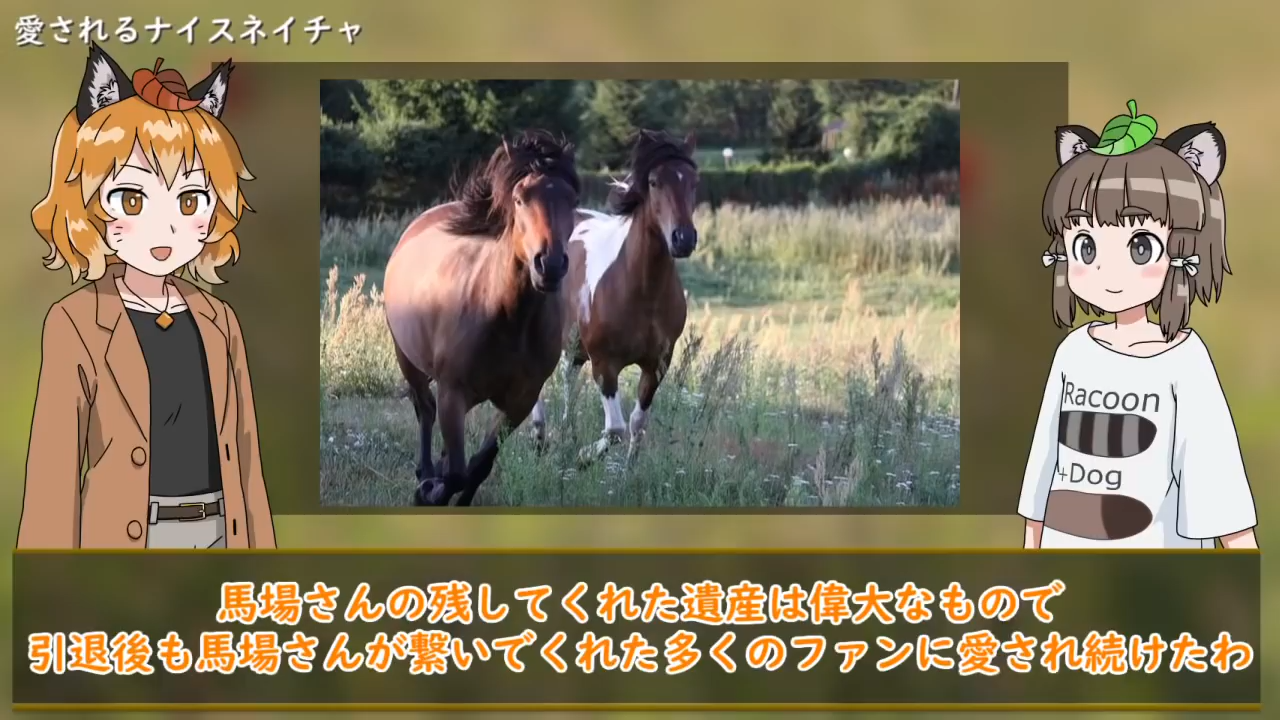 愛されるナイスネイチャ
Racoon
+Dog
馬場さんの残してくれた遺産は偉大なもので
引退後も馬場さんが繋いでくれた多くのファンに愛され続けたわ